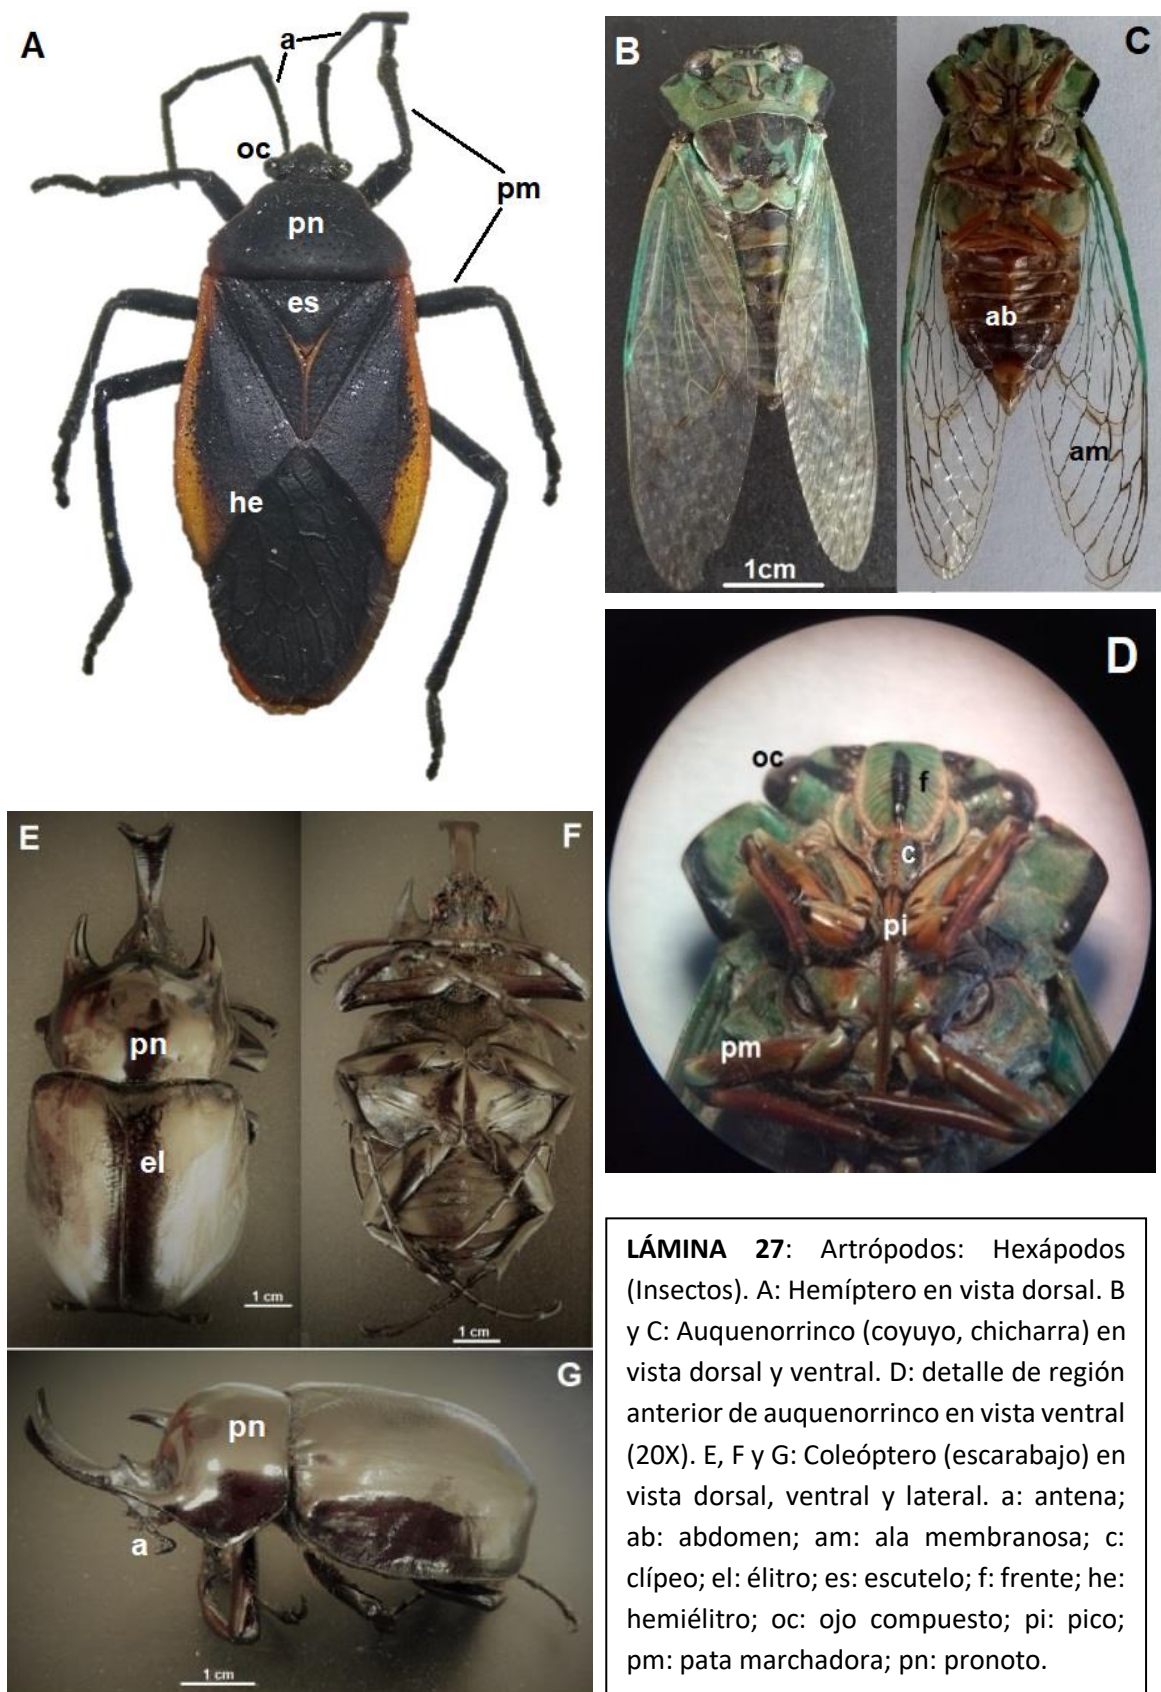 A
a
oc
pm
pn
es
he
B
1cm
C
ab
am
D
oc
f
c
pi
pm
E
pn
el
1 cm
F
1 cm
G
pn
a
1 cm
LÁMINA 27: Artrópodos: Hexápodos
(Insectos). A: Hemíptero en vista dorsal. B
y C: Auquenorrinco (coyuyo, chicharra) en
vista dorsal y ventral. D: detalle de región
anterior de auquenorrinco en vista ventral
(20X). E, F y G: Coleóptero (escarabajo) en
vista dorsal, ventral y lateral. a: antena;
ab: abdomen; am: ala membranosa; c:
clípeo; el: élitro; es: escutelo; f: frente; he:
hemiélitro; oc: ojo compuesto; pi: pico;
pm: pata marchadora; pn: pronoto.